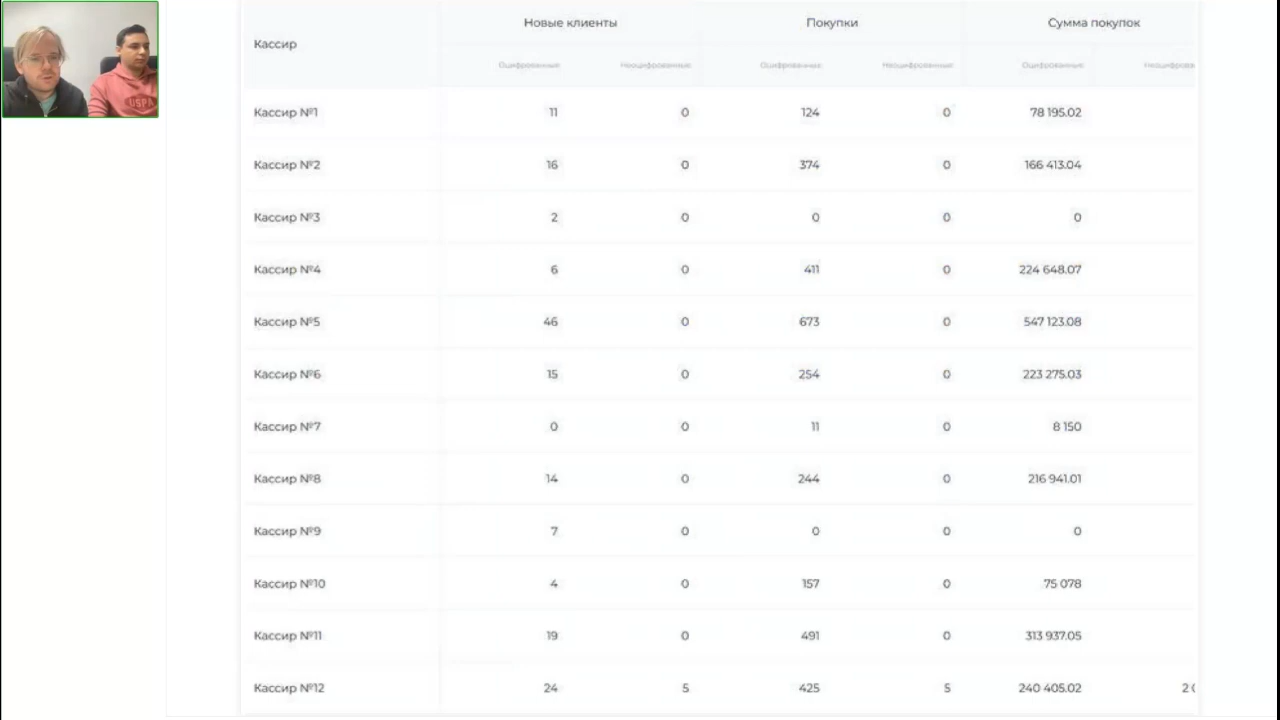 Новые клиенты Покупки Сумма покупок
Кассир
Оцифрованные Неоцифрованные Оцифрованные Неоцифрованные Оцифрованные
Кассир №1 11 0 124 0 78 195.02
Кассир №2 16 0 374 0 166 413.04
Кассир №3 2 0 0 0 0
Кассир №4 6 0 411 0 224 648.07
Кассир №5 46 0 673 0 547 123.08
Кассир №6 15 0 254 0 223 275.03
Кассир №7 0 0 11 0 8 150
Кассир №8 14 0 244 0 216 941.01
Кассир №9 7 0 0 0 0
Кассир №10 4 0 157 0 75 078
Кассир №11 19 0 491 0 313 937.05
Кассир №12 24 5 425 5 240 405.02
USPA